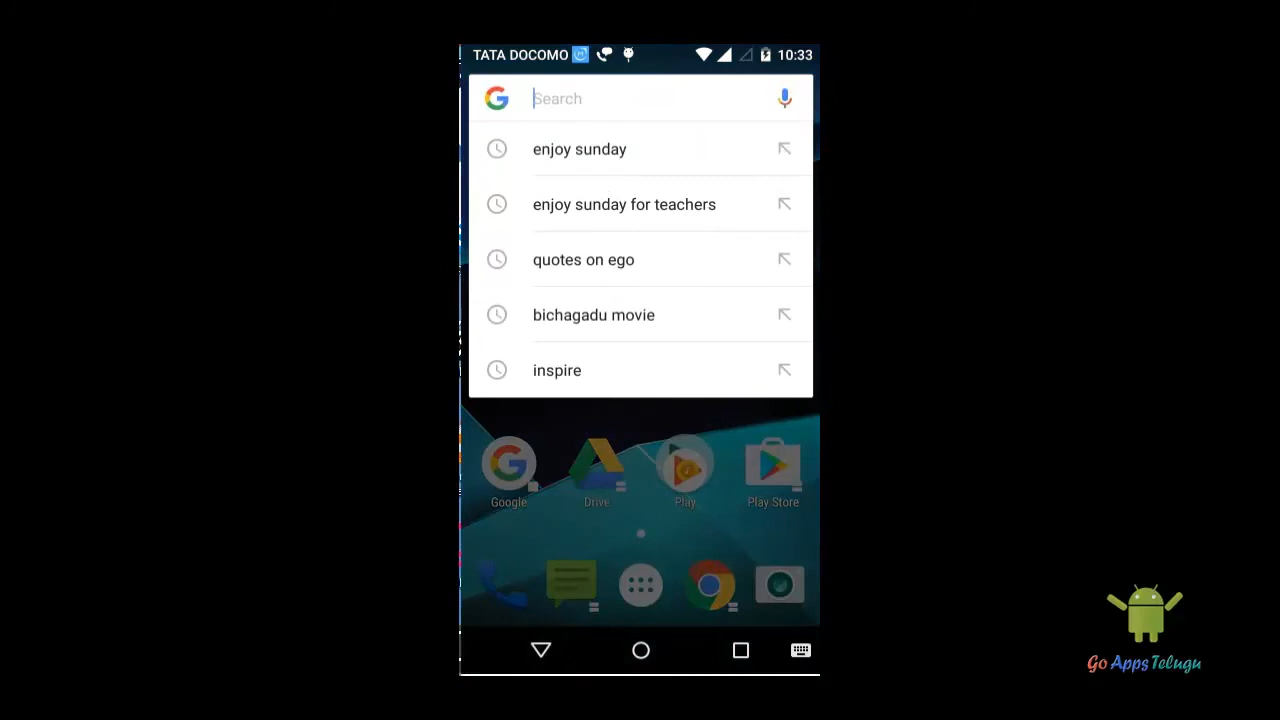 TATA DOCOMO 10:33
Search
enjoy sunday
enjoy sunday for teachers
quotes on ego
bichagadu movie
inspire
Google Drive Play Play Store
Go Apps Telugu